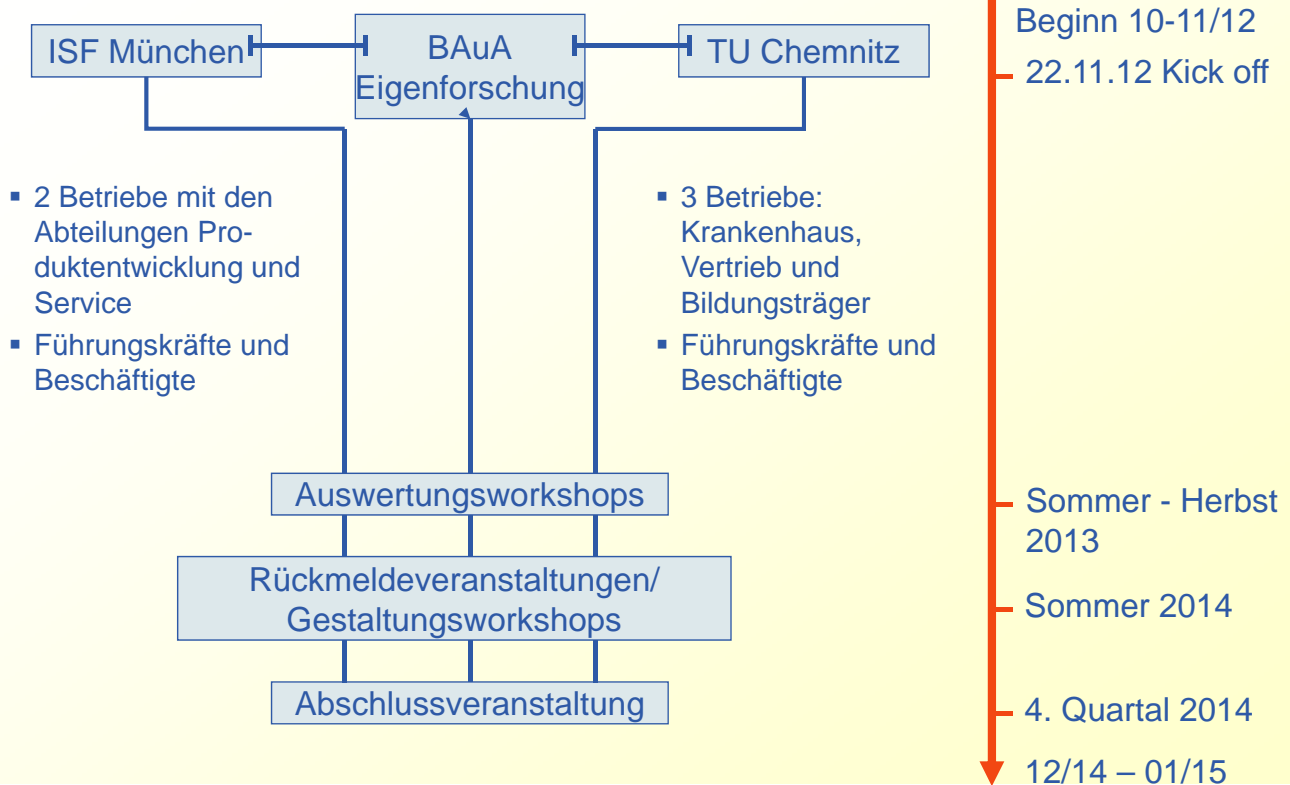 ISF München
BAuA
Eigenforschung
TU Chemnitz
▪ 2 Betriebe mit den
Abteilungen Pro-
duktentwicklung und
Service
▪ Führungskräfte und
Beschäftigte
▪ 3 Betriebe:
Krankenhaus,
Vertrieb und
Bildungsträger
▪ Führungskräfte und
Beschäftigte
Auswertungsworkshops
Rückmeldeveranstaltungen/
Gestaltungsworkshops
Abschlussveranstaltung
Beginn 10-11/12
22.11.12 Kick off
Sommer - Herbst
2013
Sommer 2014
4. Quartal 2014
12/14 – 01/15